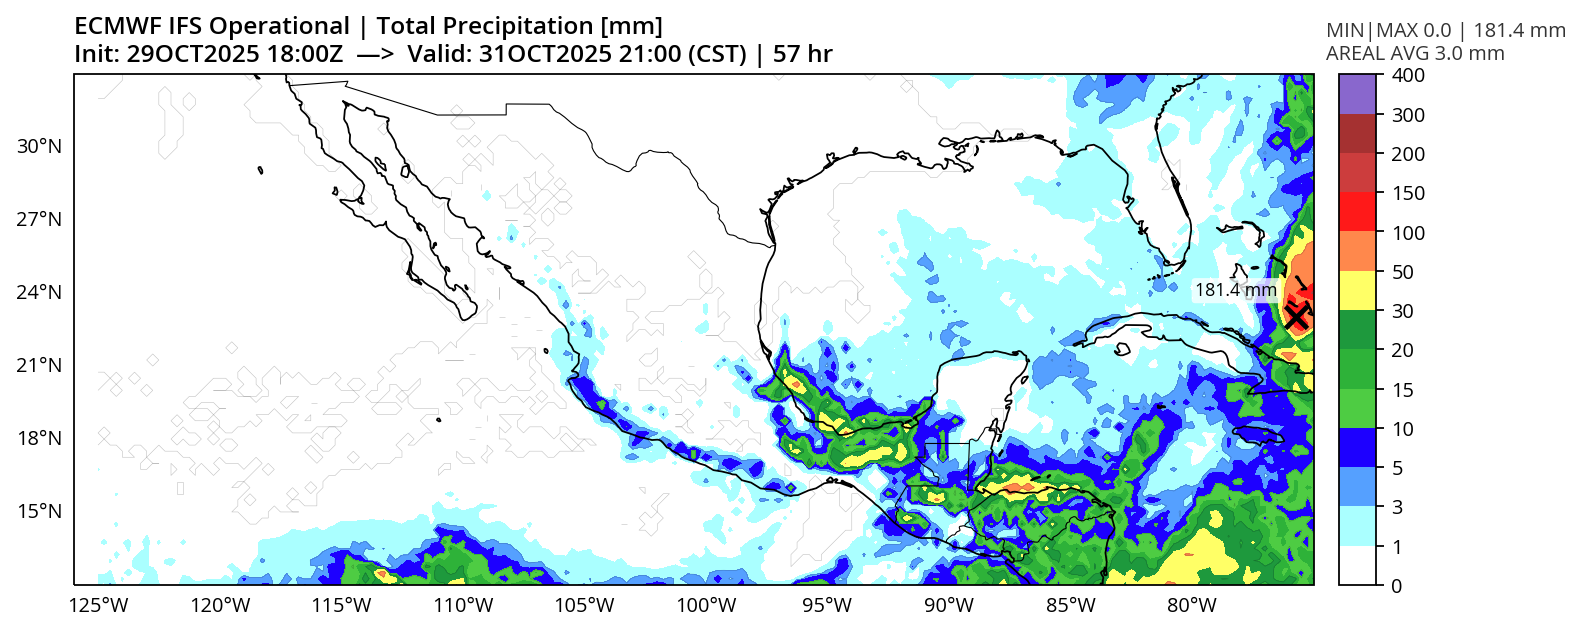 ECMWF IFS Operational | Total Precipitation [mm]
Init: 29OCT2025 18:00Z —> Valid: 31OCT2025 21:00 (CST) | 57 hr
MIN|MAX 0.0 | 181.4 mm
AREAL AVG 3.0 mm
30°N
27°N
24°N
21°N
18°N
15°N
181.4 mm
125°W 120°W 115°W 110°W 105°W 100°W 95°W 90°W 85°W 80°W
400
300
200
150
100
50
30
20
15
10
5
3
1
0